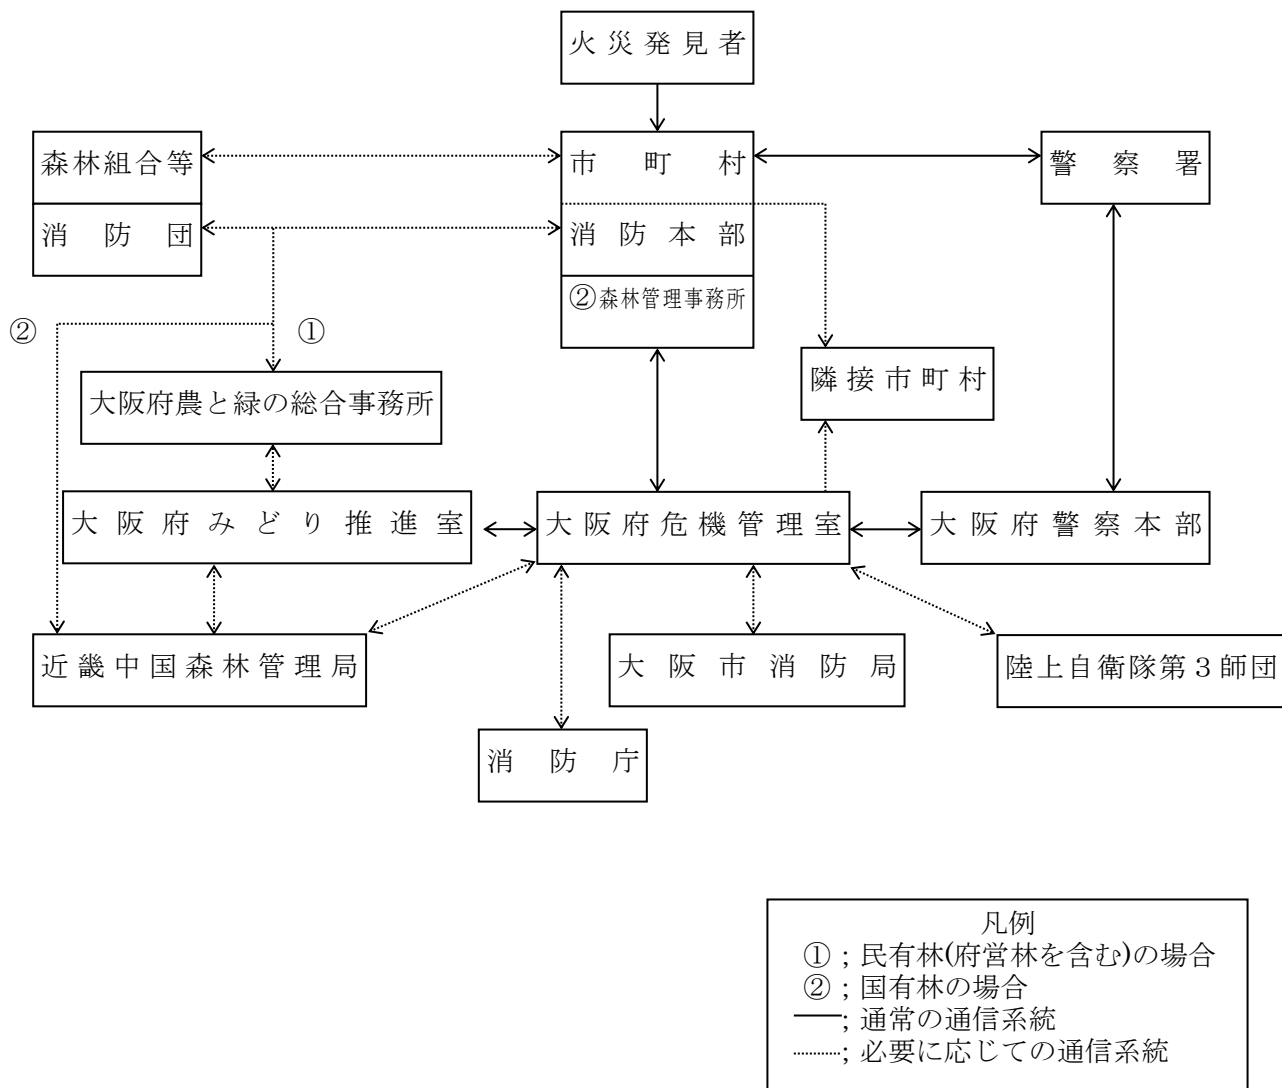 火災発見者
森林組合等
市町村
警察署
消防団
消防本部
②森林管理事務所
②
①
隣接市町村
大阪府農と緑の総合事務所
大阪府みどり推進室
大阪府危機管理室
大阪府警察本部
近畿中国森林管理局
大阪市消防局
陸上自衛隊第３師団
消防庁
凡例
①；民有林(府営林を含む)の場合
②；国有林の場合
；通常の通信系統
；必要に応じての通信系統